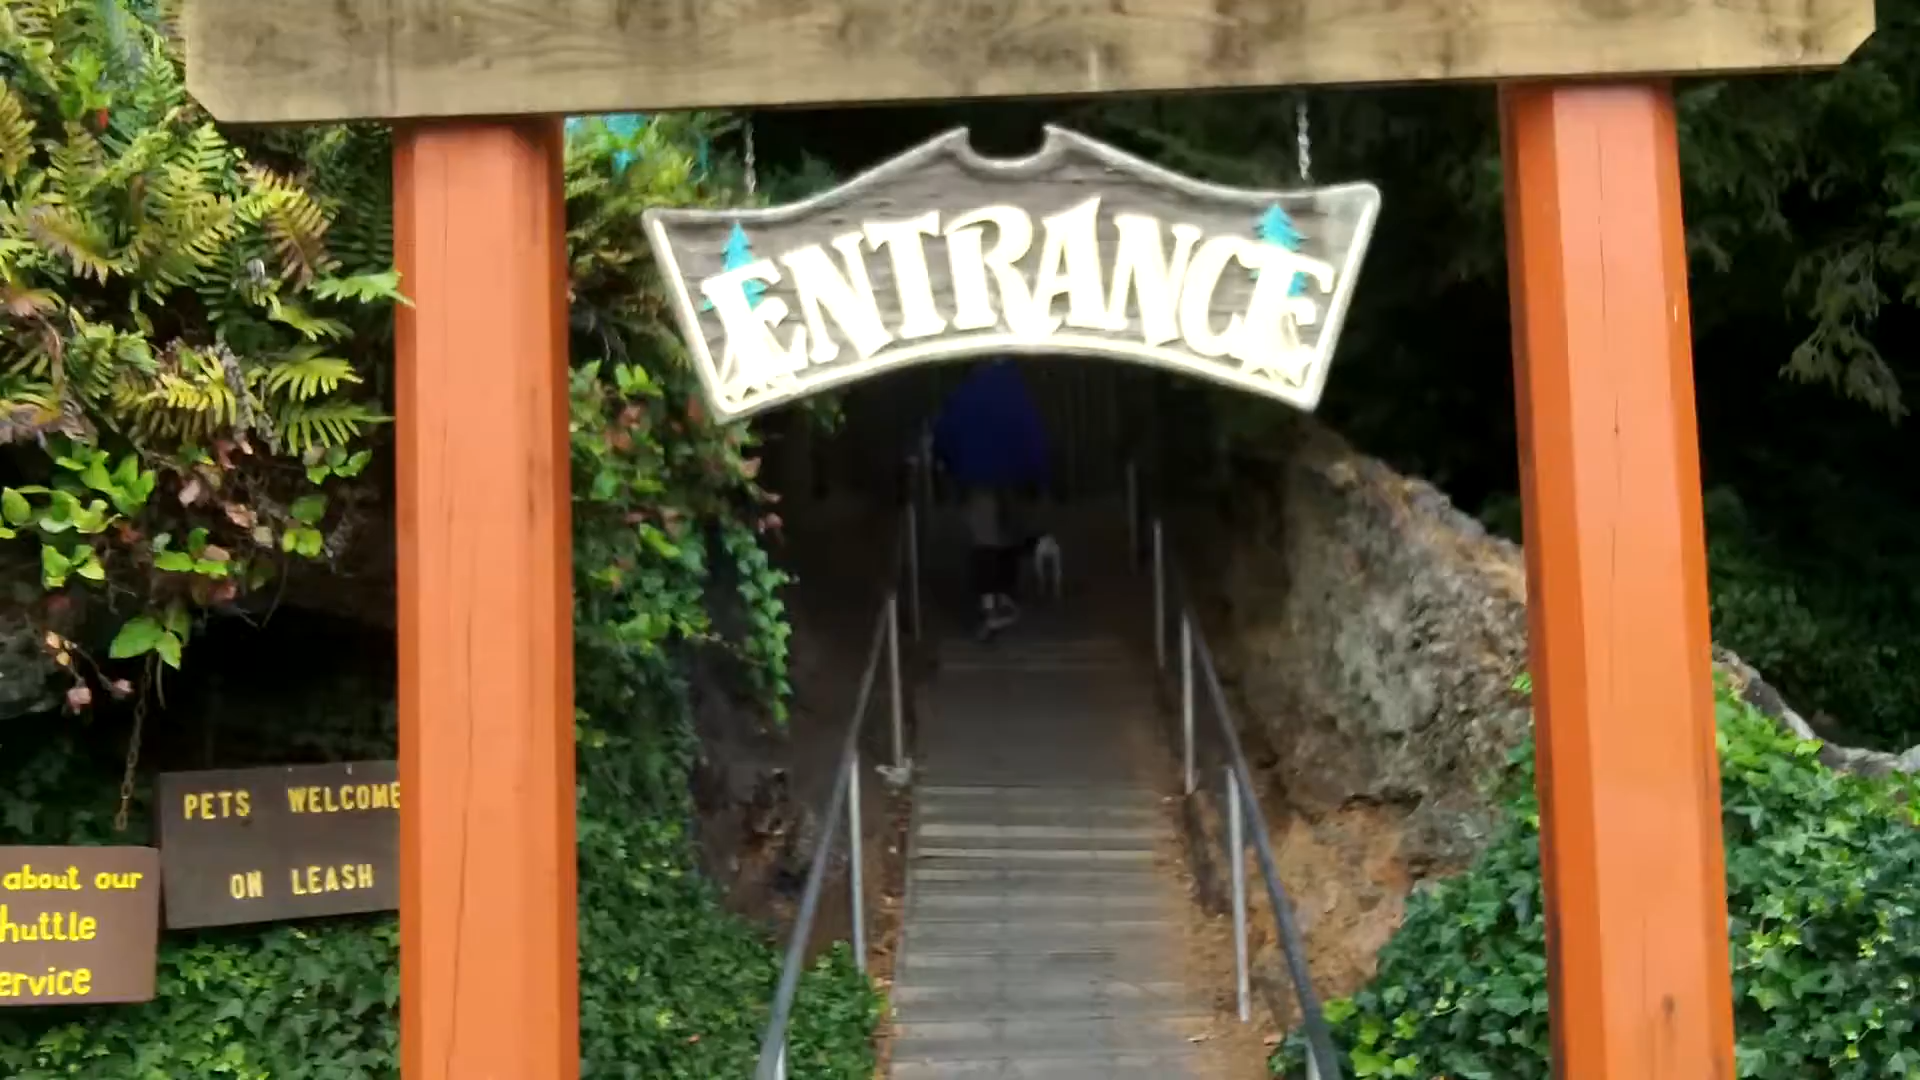 ENTRANCE
PETS WELCOME
ON LEASH
about our
huttle
ervice